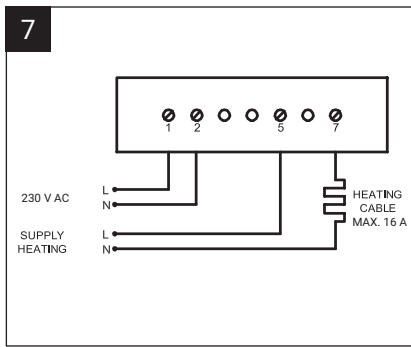 7
1 2 5 7
230 V AC
L
N
SUPPLY
HEATING
L
N
HEATING
CABLE
MAX. 16 A